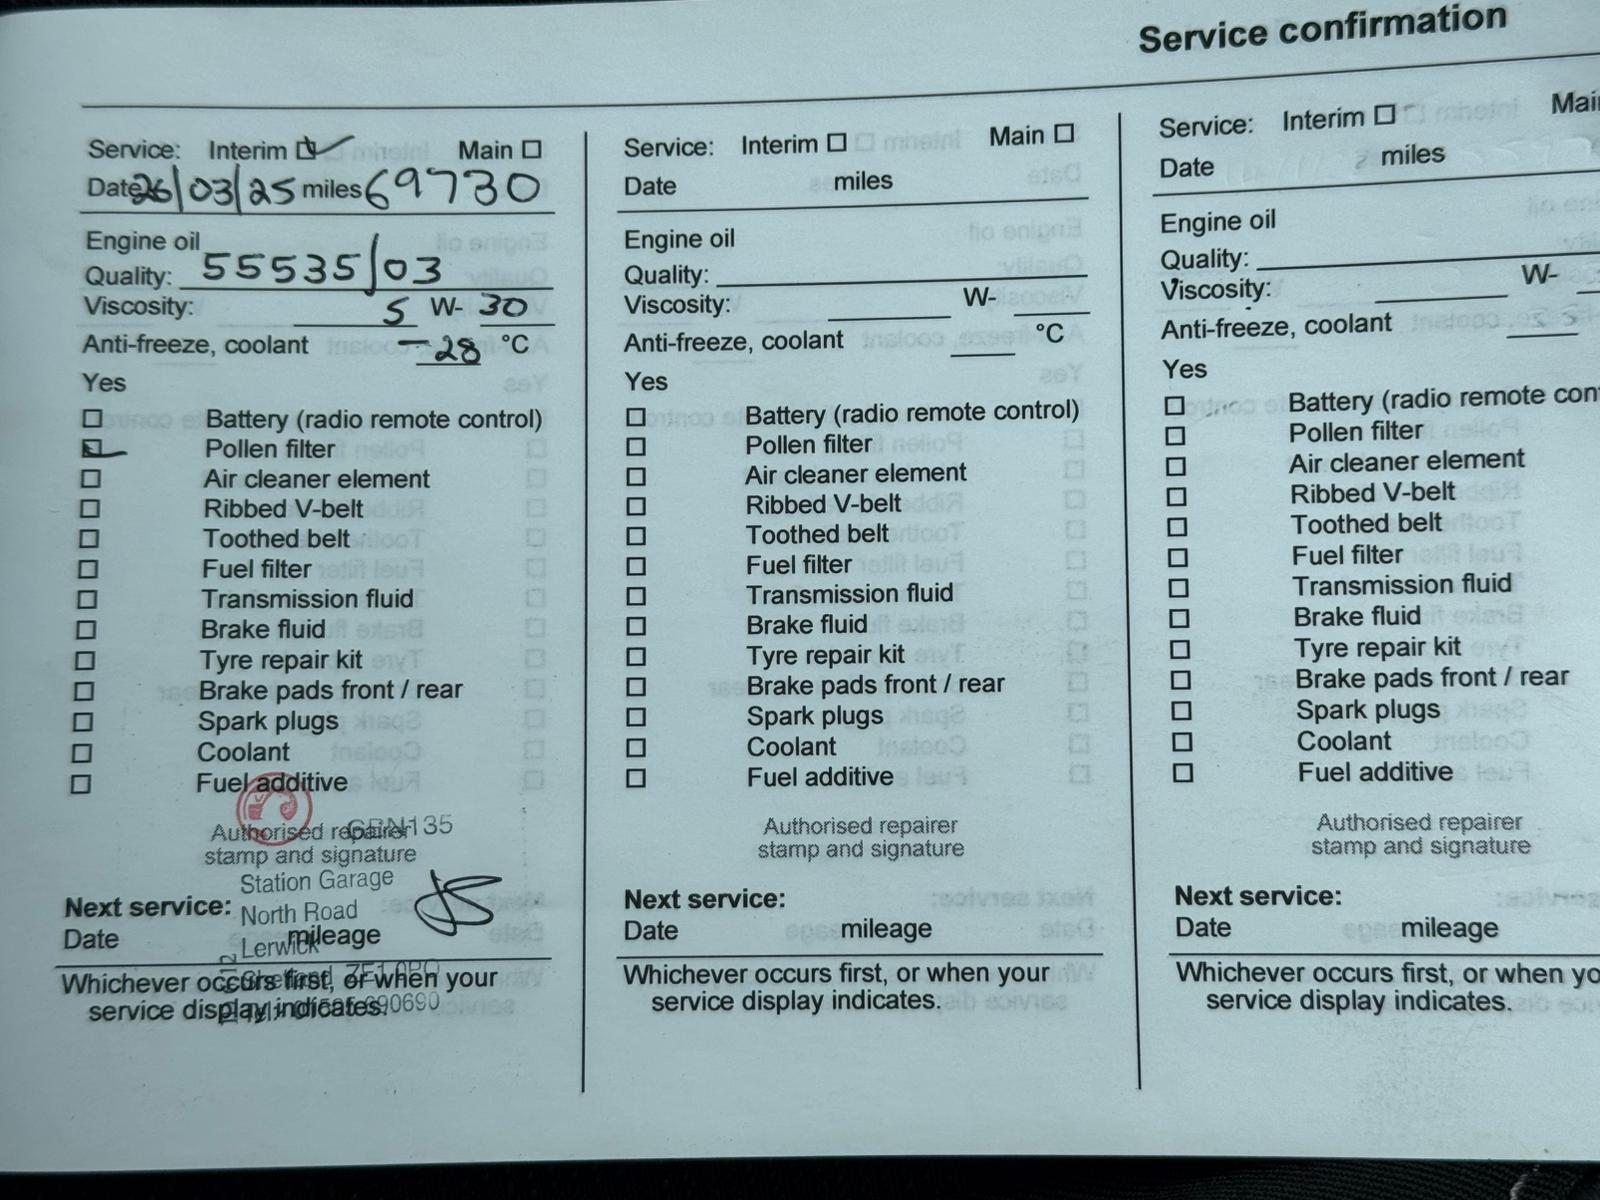 Service confirmation
Service: Interim Main
Date 26/03/25 miles 69730
Engine oil
Quality: 55535/03
Viscosity: 5 W- 30
Anti-freeze, coolant -28 °C
Yes
Battery (radio remote control)
Pollen filter
Air cleaner element
Ribbed V-belt
Toothed belt
Fuel filter
Transmission fluid
Brake fluid
Tyre repair kit
Brake pads front / rear
Spark plugs
Coolant
Fuel additive
Authorised repairer
135
stamp and signature
Station Garage
North Road
Lerwick
Next service:
Date mileage
Whichever occurs first, or when your
service display indicates.
Service: Interim Main
Date miles
Engine oil
Quality:
Viscosity: W-
Anti-freeze, coolant °C
Yes
Battery (radio remote control)
Pollen filter
Air cleaner element
Ribbed V-belt
Toothed belt
Fuel filter
Transmission fluid
Brake fluid
Tyre repair kit
Brake pads front / rear
Spark plugs
Coolant
Fuel additive
Authorised repairer
stamp and signature
Next service:
Date mileage
Whichever occurs first, or when your
service display indicates.
Service: Interim Mai
Date miles
Engine oil
Quality:
Viscosity: W-
Anti-freeze, coolant
Yes
Battery (radio remote con
Pollen filter
Air cleaner element
Ribbed V-belt
Toothed belt
Fuel filter
Transmission fluid
Brake fluid
Tyre repair kit
Brake pads front / rear
Spark plugs
Coolant
Fuel additive
Authorised repairer
stamp and signature
Next service:
Date mileage
Whichever occurs first, or when yo
service display indicates.